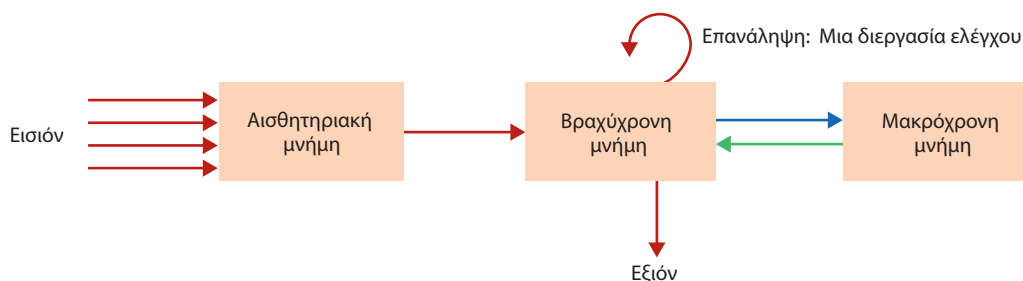 Επανάληψη: Μια διεργασία ελέγχου
Εισιόν
Αισθητηριακή
μνήμη
Βραχύχρονη
μνήμη
Μακρόχρονη
μνήμη
Εξιόν